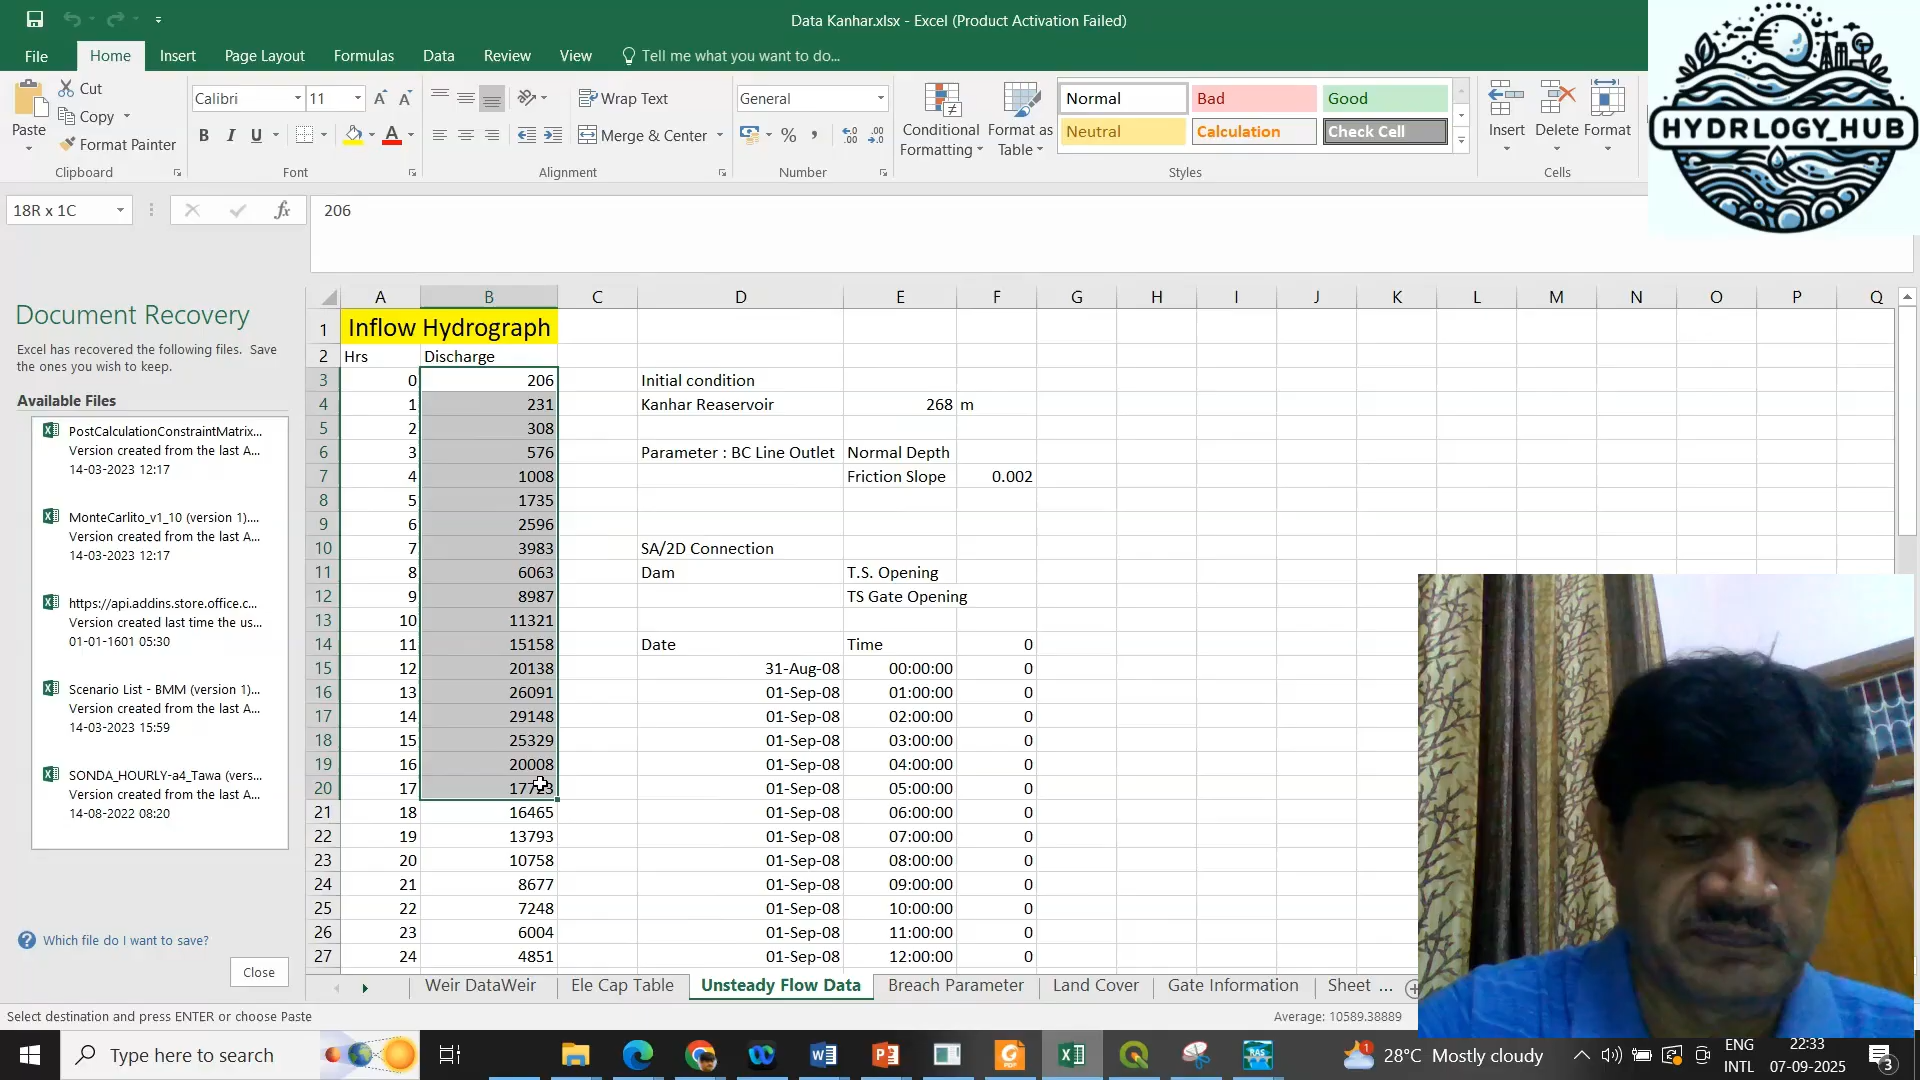 Data Kanhar.xlsx - Excel (Product Activation Failed)
File Home Insert Page Layout Formulas Data Review View Tell me what you want to do...
Paste
Cut
Copy
Format Painter
Clipboard
Calibri 11
B I U
Font
Wrap Text
Merge & Center
Alignment
General
%
Number
Conditional Formatting
Format as Table
Normal Bad Good
Neutral Calculation Check Cell
Styles
Insert Delete Format
Cells
HYDRLOGY_HUB
18R x 1C fx 206
Document Recovery
Excel has recovered the following files. Save
the ones you wish to keep.
Available Files
PostCalculationConstraintMatrix...
Version created from the last A...
14-03-2023 12:17
MonteCarlito_v1_10 (version 1)....
Version created from the last A...
14-03-2023 12:17
https://api.addins.store.office.c...
Version created last time the us...
01-01-1601 05:30
Scenario List - BMM (version 1)...
Version created from the last A...
14-03-2023 15:59
SONDA_HOURLY-a4_Tawa (vers...
Version created from the last A...
14-08-2022 08:20
Which file do I want to save?
Close
A B C D E F G H I J K L M N O P Q
1 Inflow Hydrograph
2 Hrs Discharge
3 0 206 Initial condition
4 1 231 Kanhar Reaservoir 268 m
5 2 308
6 3 576 Parameter : BC Line Outlet Normal Depth
7 4 1008 Friction Slope 0.002
8 5 1735
9 6 2596
10 7 3983 SA/2D Connection
11 8 6063 Dam T.S. Opening
12 9 8987 TS Gate Opening
13 10 11321
14 11 15158 Date Time 0
15 12 20138 31-Aug-08 00:00:00 0
16 13 26091 01-Sep-08 01:00:00 0
17 14 29148 01-Sep-08 02:00:00 0
18 15 25329 01-Sep-08 03:00:00 0
19 16 20008 01-Sep-08 04:00:00 0
20 17 01-Sep-08 05:00:00 0
21 18 16465 01-Sep-08 06:00:00 0
22 19 13793 01-Sep-08 07:00:00 0
23 20 10758 01-Sep-08 08:00:00 0
24 21 8677 01-Sep-08 09:00:00 0
25 22 7248 01-Sep-08 10:00:00 0
26 23 6004 01-Sep-08 11:00:00 0
27 24 4851 01-Sep-08 12:00:00 0
Weir DataWeir Ele Cap Table Unsteady Flow Data Breach Parameter Land Cover Gate Information Sheet ...
Select destination and press ENTER or choose Paste Average: 10589.38889
Type here to search 28°C Mostly cloudy ENG INTL 22:33 07-09-2025 3